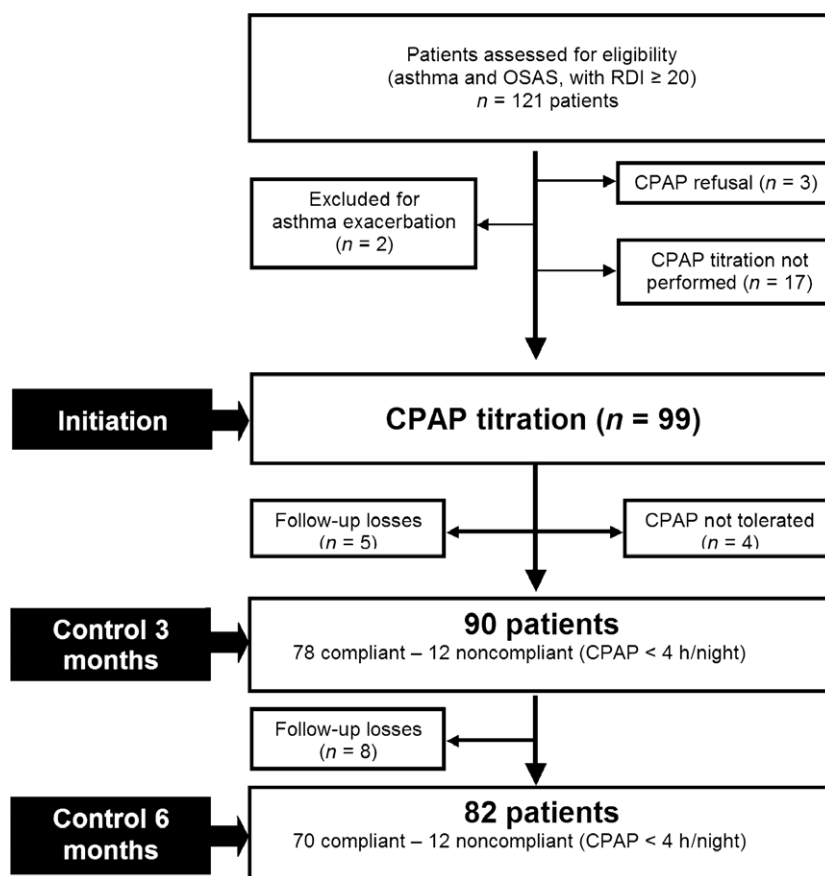 Patients assessed for eligibility
(asthma and OSAS, with RDI ≥ 20)
n = 121 patients
CPAP refusal (n = 3)
Excluded for
asthma exacerbation
(n = 2)
CPAP titration not
performed (n = 17)
Initiation
CPAP titration (n = 99)
Follow-up losses
(n = 5)
CPAP not tolerated
(n = 4)
Control 3
months
90 patients
78 compliant – 12 noncompliant (CPAP < 4 h/night)
Follow-up losses
(n = 8)
Control 6
months
82 patients
70 compliant – 12 noncompliant (CPAP < 4 h/night)